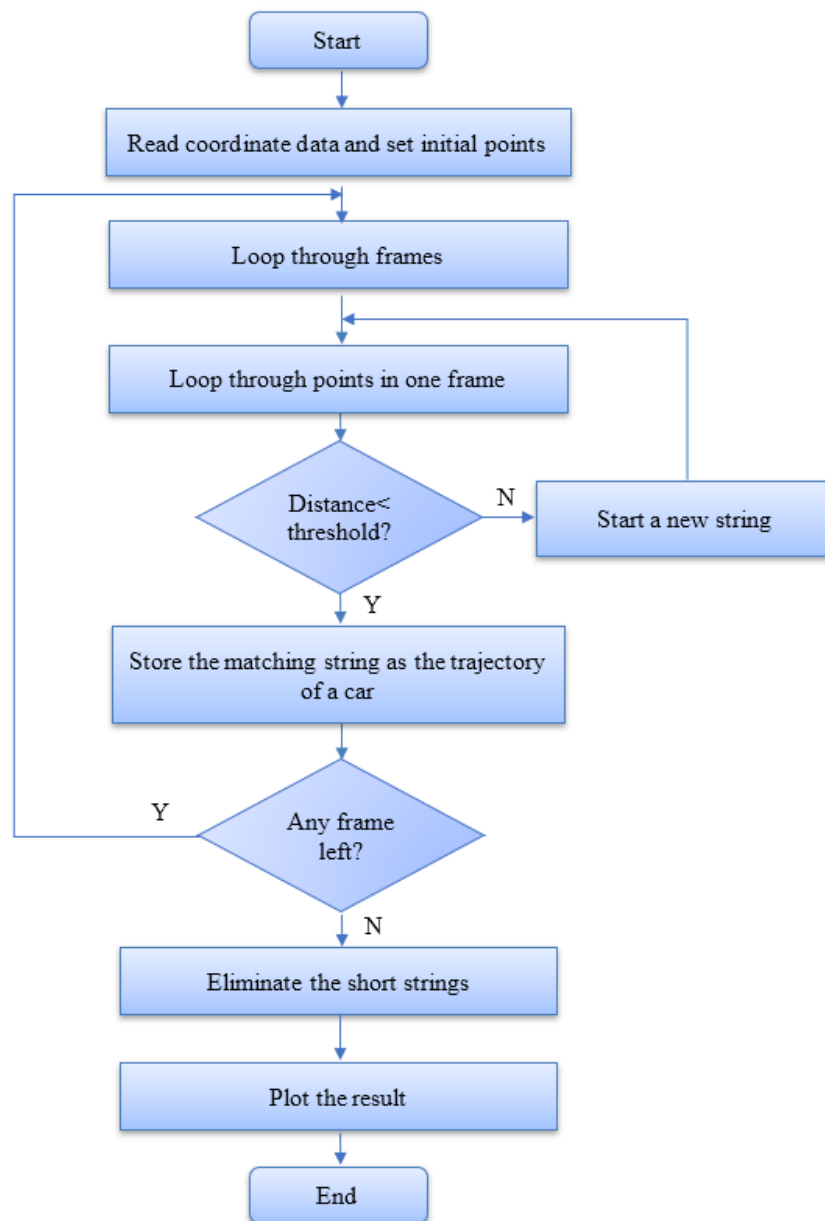 Start
Read coordinate data and set initial points
Loop through frames
Loop through points in one frame
Distance<
threshold?
N
Start a new string
Y
Store the matching string as the trajectory
of a car
Y
Any frame
left?
N
Eliminate the short strings
Plot the result
End